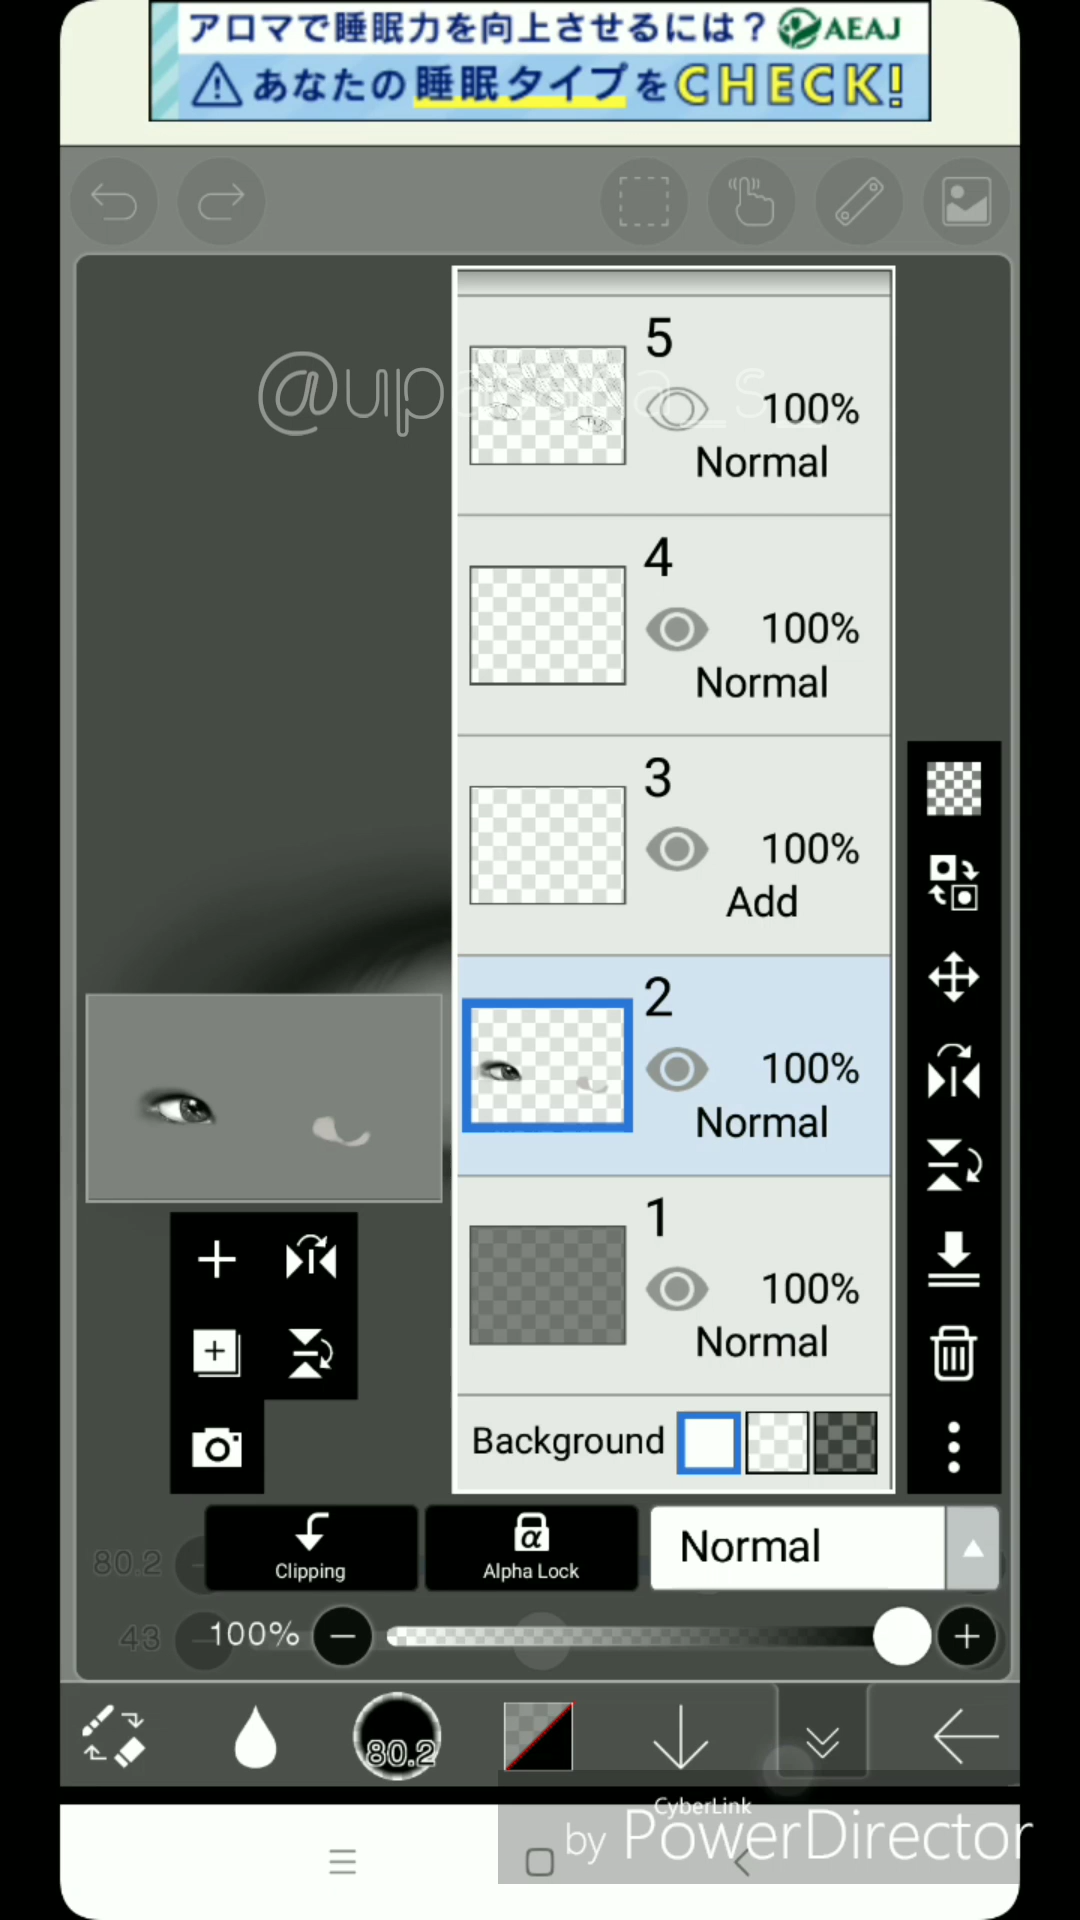 アロマで睡眠力を向上させるには？ AEAJ
あなたの睡眠タイプをCHECK!
5
100%
Normal
4
100%
Normal
3
100%
Add
2
100%
Normal
1
100%
Normal
Background
Clipping
α
Alpha Lock
Normal
80.2
43
100%
80.2
CyberLink
by PowerDirector